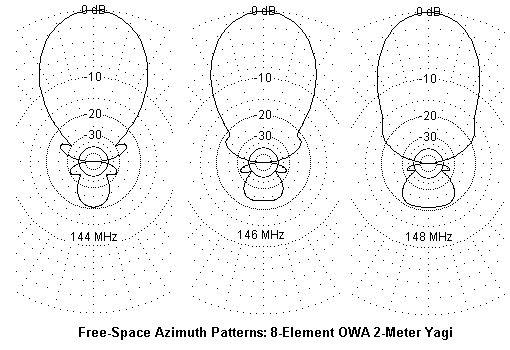 0 dB 0 dB 0 dB
-10 -10 -10
-20 -20 -20
-30 -30 -30
144 MHz 146 MHz 148 MHz
Free-Space Azimuth Patterns: 8-Element OWA 2-Meter Yagi